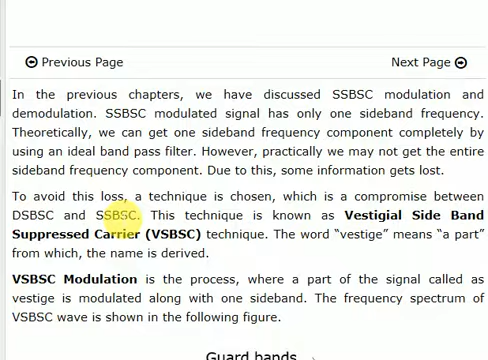 Previous Page Next Page
In the previous chapters, we have discussed SSBSC modulation and
demodulation. SSBSC modulated signal has only one sideband frequency.
Theoretically, we can get one sideband frequency component completely by
using an ideal band pass filter. However, practically we may not get the entire
sideband frequency component. Due to this, some information gets lost.
To avoid this loss, a technique is chosen, which is a compromise between
DSBSC and SSBSC. This technique is known as Vestigial Side Band
Suppressed Carrier (VSBSC) technique. The word “vestige” means “a part”
from which, the name is derived.
VSBSC Modulation is the process, where a part of the signal called as
vestige is modulated along with one sideband. The frequency spectrum of
VSBSC wave is shown in the following figure.
Guard bands